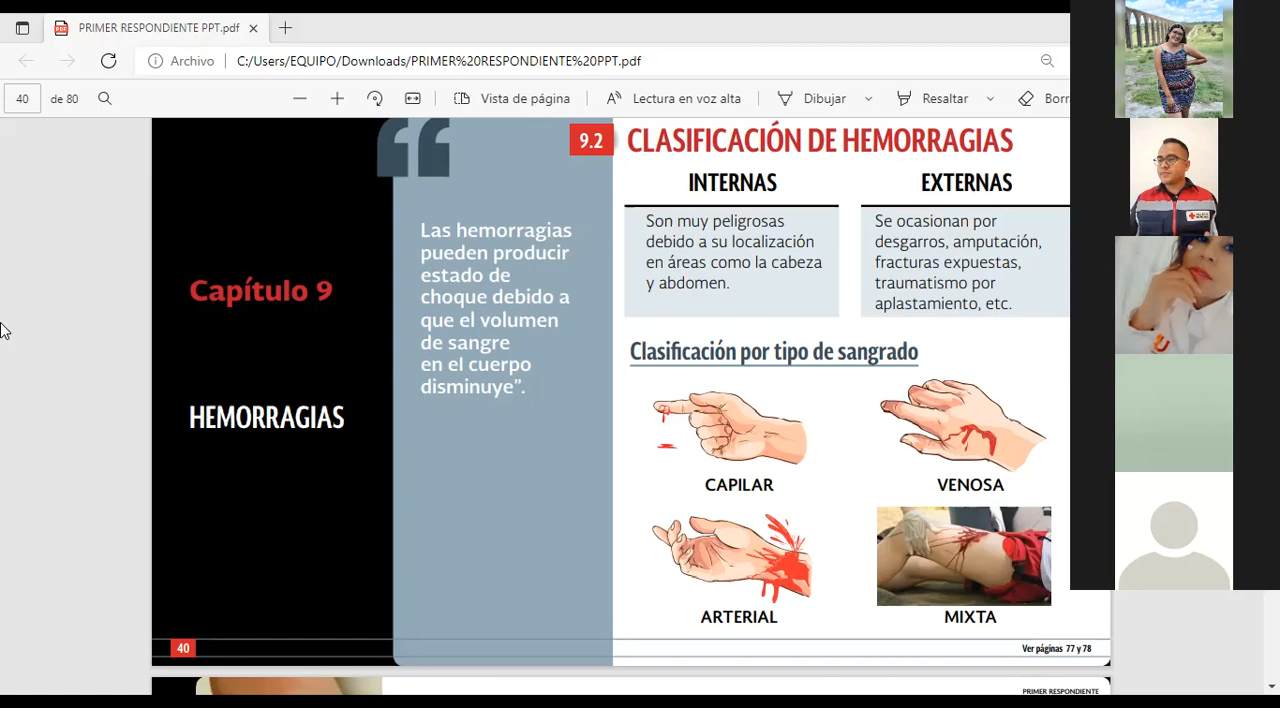 PRIMER RESPONDIENTE PPT.pdf
Archivo
C:/Users/EQUIPO/Downloads/PRIMER%20RESPONDIENTE%20PPT.pdf
40 de 80
Vista de página
Lectura en voz alta
Dibujar
Resaltar
Borr
Capítulo 9
HEMORRAGIAS
“
Las hemorragias
pueden producir
estado de
choque debido a
que el volumen
de sangre
en el cuerpo
disminuye”.
9.2 CLASIFICACIÓN DE HEMORRAGIAS
INTERNAS
Son muy peligrosas
debido a su localización
en áreas como la cabeza
y abdomen.
EXTERNAS
Se ocasionan por
desgarros, amputación,
fracturas expuestas,
traumatismo por
aplastamiento, etc.
Clasificación por tipo de sangrado
CAPILAR
VENOSA
ARTERIAL
MIXTA
40
Ver páginas 77 y 78
PRIMER RESPONDIENTE